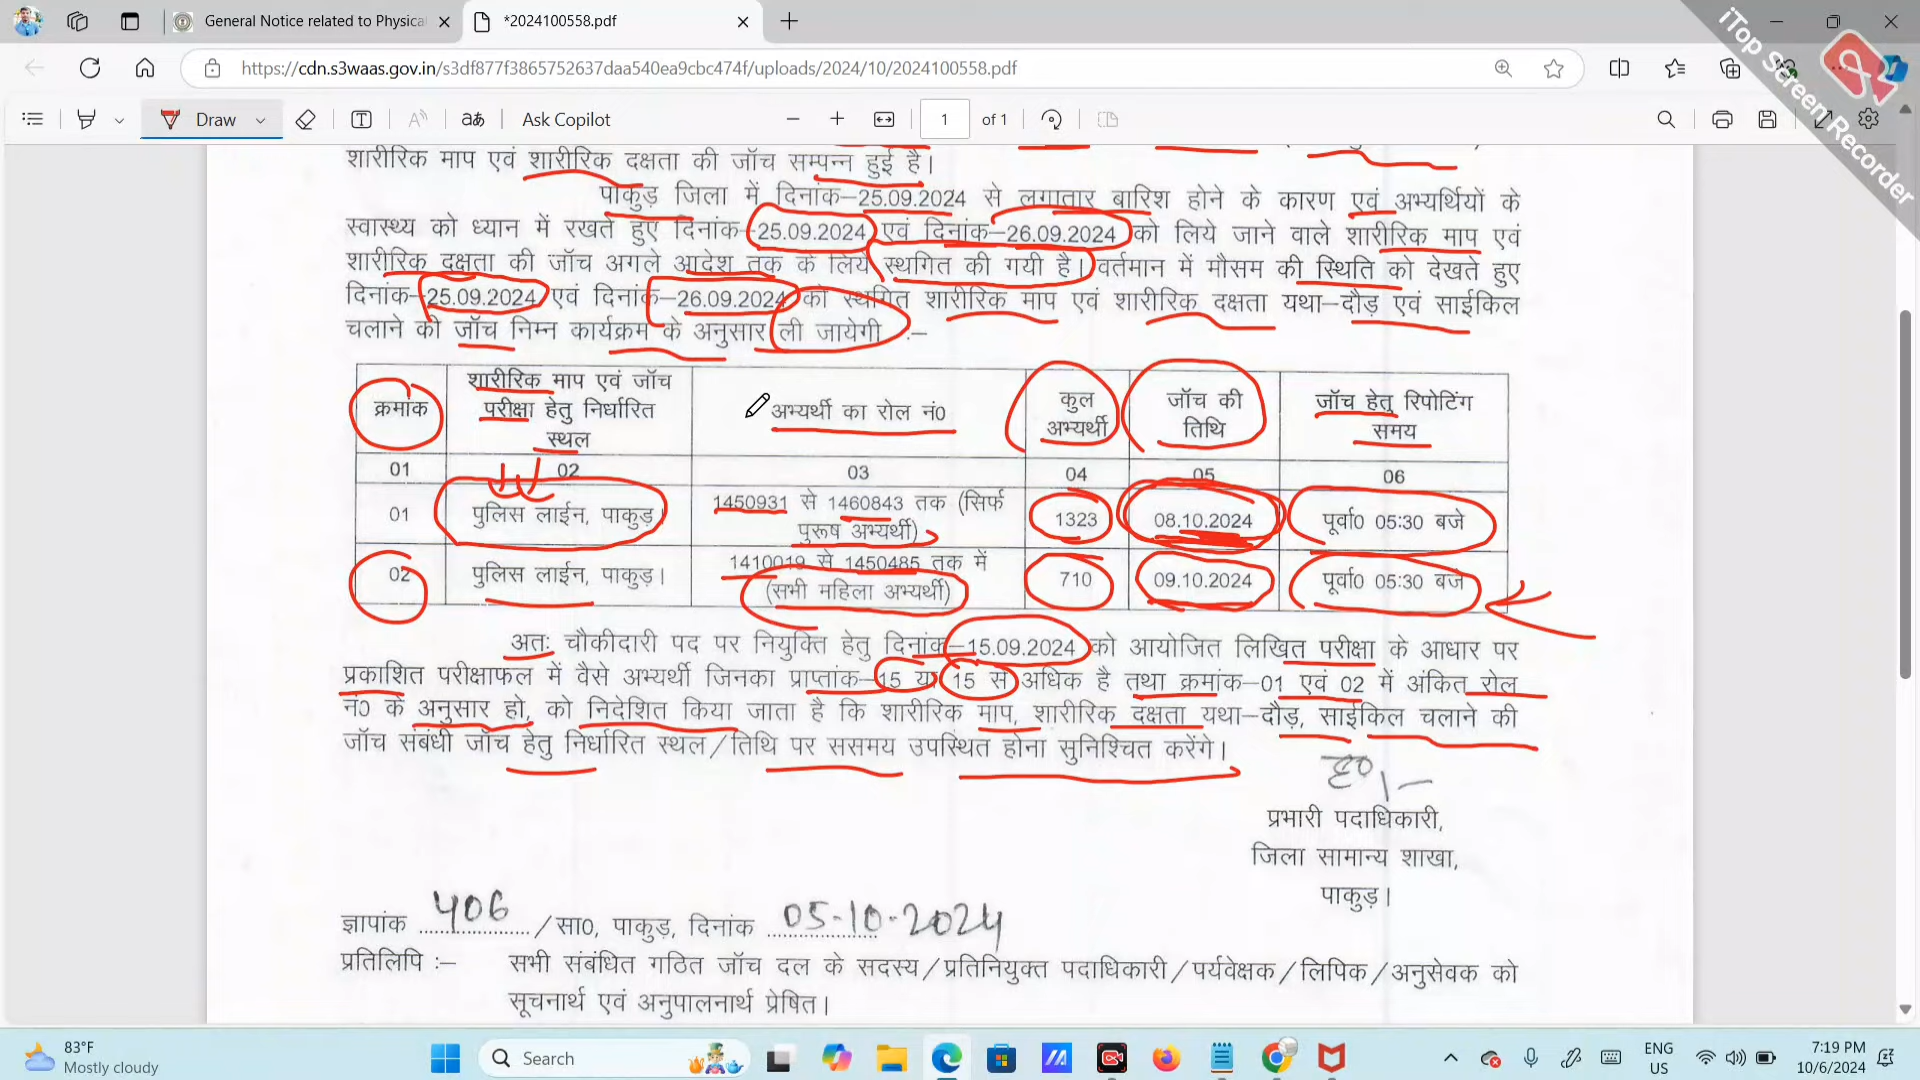 General Notice related to Physica
*2024100558.pdf
https://cdn.s3waas.gov.in/s3df877f3865752637daa540ea9cbc474f/uploads/2024/10/2024100558.pdf
iTop Screen Recorder
Draw
Ask Copilot
1 of 1
शारीरिक माप एवं शारीरिक दक्षता की जॉच सम्पन्न हुई है।
पाकुड़ जिला में दिनांक–25.09.2024 से लगातार बारिश होने के कारण एवं अभ्यर्थियों के
स्वास्थ्य को ध्यान में रखते हुए दिनांक–25.09.2024 एवं दिनांक–26.09.2024 को लिये जाने वाले शारीरिक माप एवं
शारीरिक दक्षता की जॉच अगले आदेश तक के लिये स्थगित की गयी है। वर्तमान में मौसम की स्थिति को देखते हुए
दिनांक–25.09.2024 एवं दिनांक–26.09.2024 को स्थगित शारीरिक माप एवं शारीरिक दक्षता यथा–दौड़ एवं साईकिल
चलाने की जॉच निम्न कार्यक्रम के अनुसार ली जायेगी :–
क्रमांक
शारीरिक माप एवं जॉच परीक्षा हेतु निर्धारित स्थल
अभ्यर्थी का रोल नं0
कुल अभ्यर्थी
जॉच की तिथि
जॉच हेतु रिपोटिंग समय
01 02 03 04 05 06
01 पुलिस लाईन, पाकुड़ 1450931 से 1460843 तक (सिर्फ पुरूष अभ्यर्थी) 1323 08.10.2024 पूर्वा0 05:30 बजे
02 पुलिस लाईन, पाकुड़। 1410019 से 1450485 तक में (सभी महिला अभ्यर्थी) 710 09.10.2024 पूर्वा0 05:30 बजे
अतः चौकीदारी पद पर नियुक्ति हेतु दिनांक–15.09.2024 को आयोजित लिखित परीक्षा के आधार पर
प्रकाशित परीक्षाफल में वैसे अभ्यर्थी जिनका प्राप्तांक–15 या 15 से अधिक है तथा क्रमांक–01 एवं 02 में अंकित रोल
नं0 के अनुसार हो, को निदेशित किया जाता है कि शारीरिक माप, शारीरिक दक्षता यथा–दौड़, साईकिल चलाने की
जॉच संबंधी जॉच हेतु निर्धारित स्थल/तिथि पर ससमय उपस्थित होना सुनिश्चित करेंगे।
ह0/–
प्रभारी पदाधिकारी,
जिला सामान्य शाखा,
पाकुड़।
ज्ञापांक 406 /सा0, पाकुड़, दिनांक 05-10-2024
प्रतिलिपि :– सभी संबंधित गठित जॉच दल के सदस्य/प्रतिनियुक्त पदाधिकारी/पर्यवेक्षक/लिपिक/अनुसेवक को
सूचनार्थ एवं अनुपालनार्थ प्रेषित।
83°F
Mostly cloudy
Search
ENG
US
7:19 PM
10/6/2024